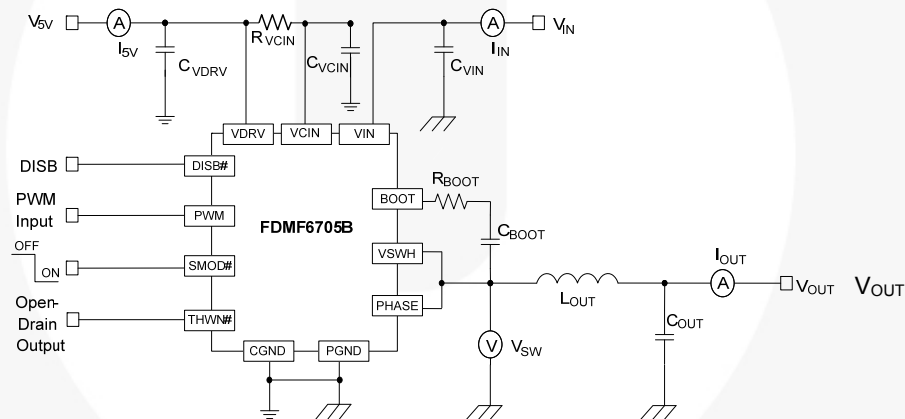 V5V
A
I5V
RVCIN
CVDRV
CVCIN
A
IIN
VIN
CVIN
VDRV
VCIN
VIN
DISB
DISB#
PWM
Input
PWM
FDMF6705B
BOOT
RBOOT
CBOOT
OFF
ON
SMOD#
VSWH
Open-
Drain
Output
THWN#
PHASE
LOUT
IOUT
A
VOUT
VOUT
COUT
V
VSW
CGND
PGND